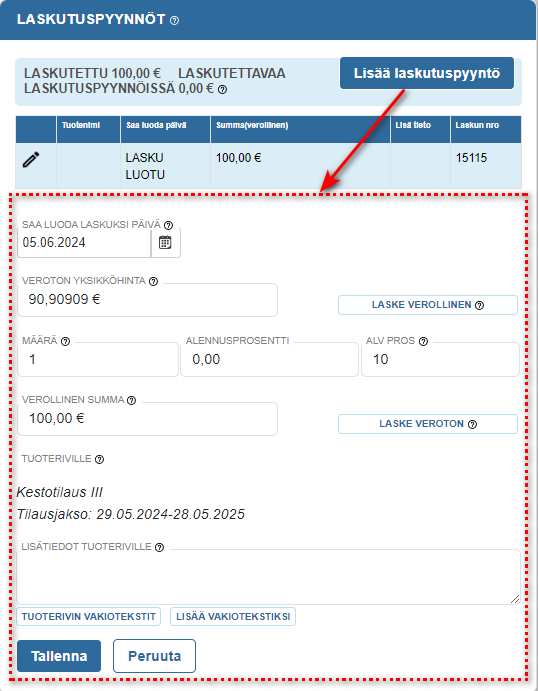 LASKUTUSPYYNNÖT
LASKUTETTU 100,00 € LASKUTETTAVAA
LASKUTUSPYYNNÖISSÄ 0,00 €
Lisää laskutuspyyntö
Tuotenimi Saa luoda päivä Summa(verollinen) Lisä tieto Laskun nro
LASKU 100,00 € 15115
LUOTU
SAA LUODA LASKUKSI PÄIVÄ
05.06.2024
VEROTON YKSIKKÖHINTA
90,90909 €
LASKE VEROLLINEN
MÄÄRÄ ALENNUSPROSENTTI ALV PROS
1 0,00 10
VEROLLINEN SUMMA
100,00 €
LASKE VEROTON
TUOTERIVILLE
Kestotilaus III
Tilausjakso: 29.05.2024-28.05.2025
LISÄTIEDOT TUOTERIVILLE
TUOTERIVIN VAKIOTEKSTIT LISÄÄ VAKIOTEKSTIKSI
Tallenna Peruuta